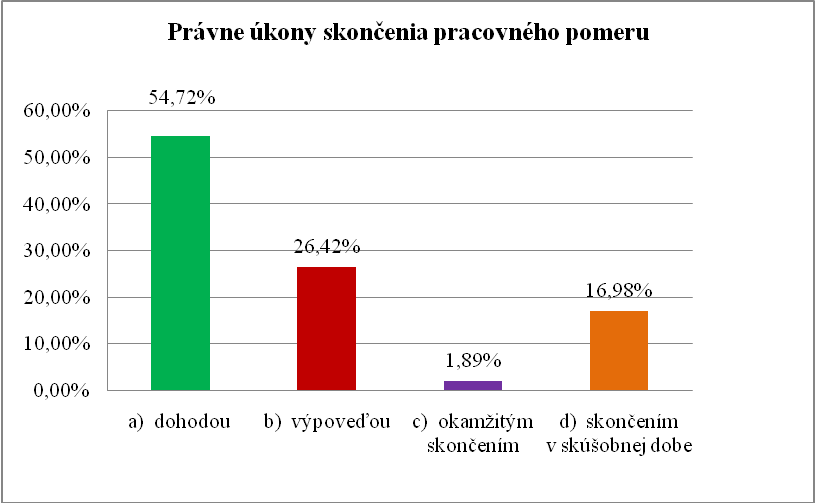 Právne úkony skončenia pracovného pomeru
60,00%
50,00%
40,00%
30,00%
20,00%
10,00%
0,00%
54,72%
26,42%
1,89%
16,98%
a) dohodou
b) výpoveďou
c) okamžitým
skončením
d) skončením
v skúšobnej dobe